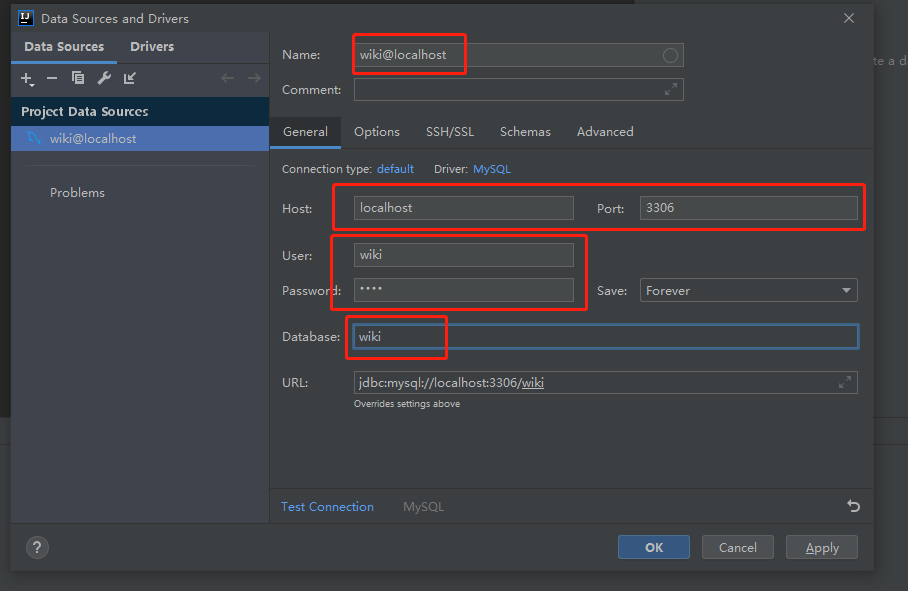 Data Sources and Drivers
Data Sources Drivers
Name: wiki@localhost
te a d
Comment:
Project Data Sources
wiki@localhost
General Options SSH/SSL Schemas Advanced
Connection type: default Driver: MySQL
Problems
Host: localhost Port: 3306
User: wiki
Password: •••• Save: Forever
Database: wiki
URL: jdbc:mysql://localhost:3306/wiki
Overrides settings above
Test Connection MySQL
? OK Cancel Apply